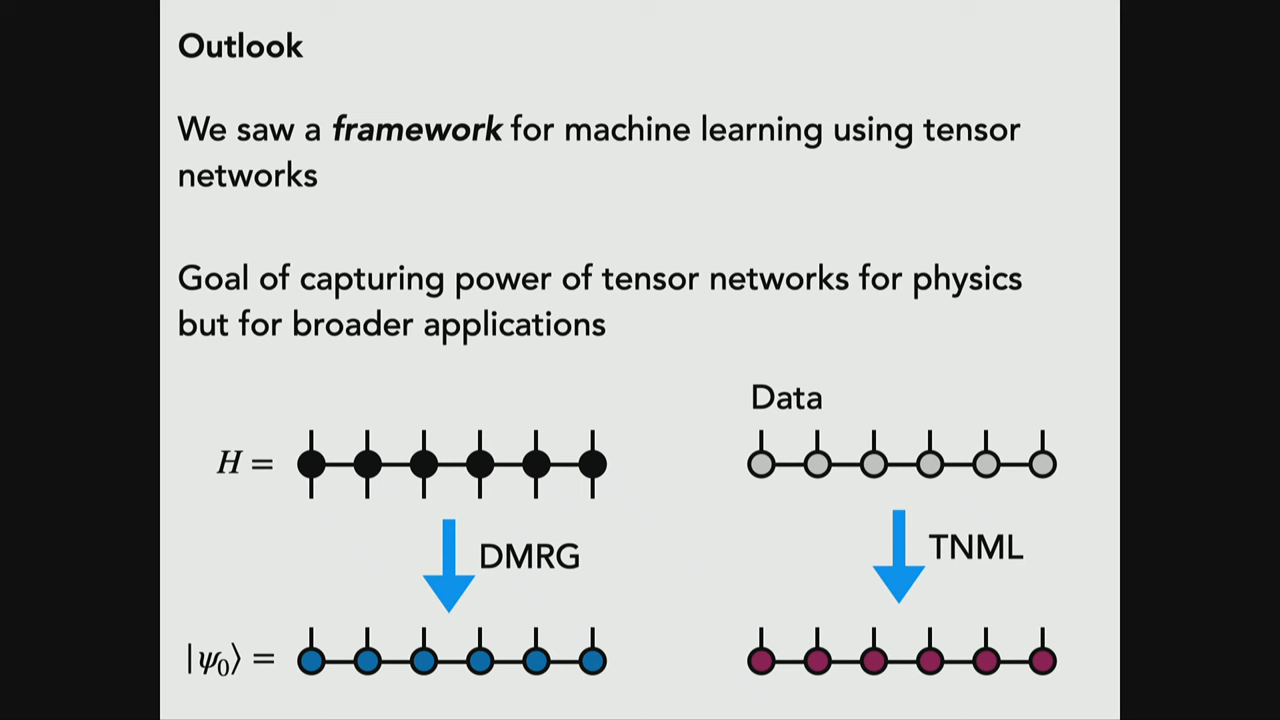 Outlook
We saw a framework for machine learning using tensor
networks
Goal of capturing power of tensor networks for physics
but for broader applications
Data
H =
DMRG
TNML
|ψ₀⟩ =